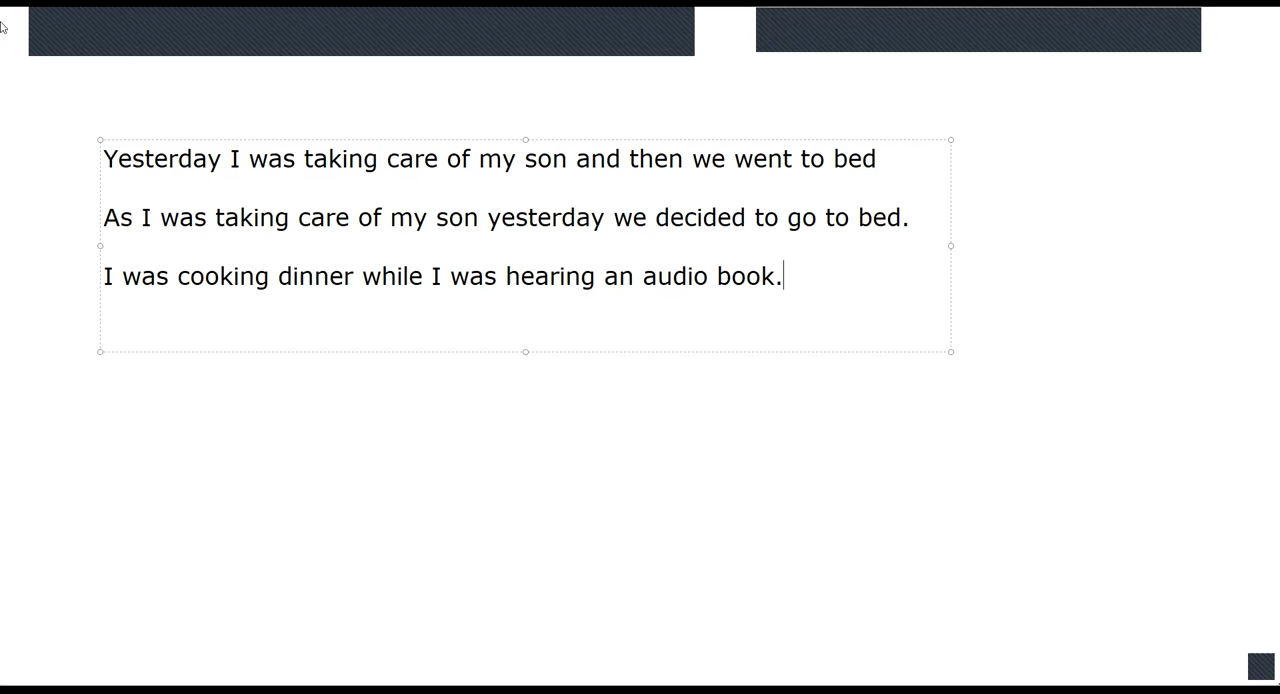 Yesterday I was taking care of my son and then we went to bed
As I was taking care of my son yesterday we decided to go to bed.
I was cooking dinner while I was hearing an audio book.